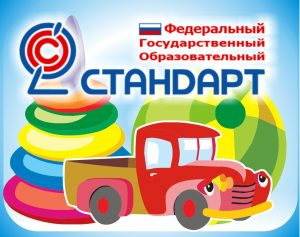 Федеральный
Государственный
Образовательный
СТАНДАРТ